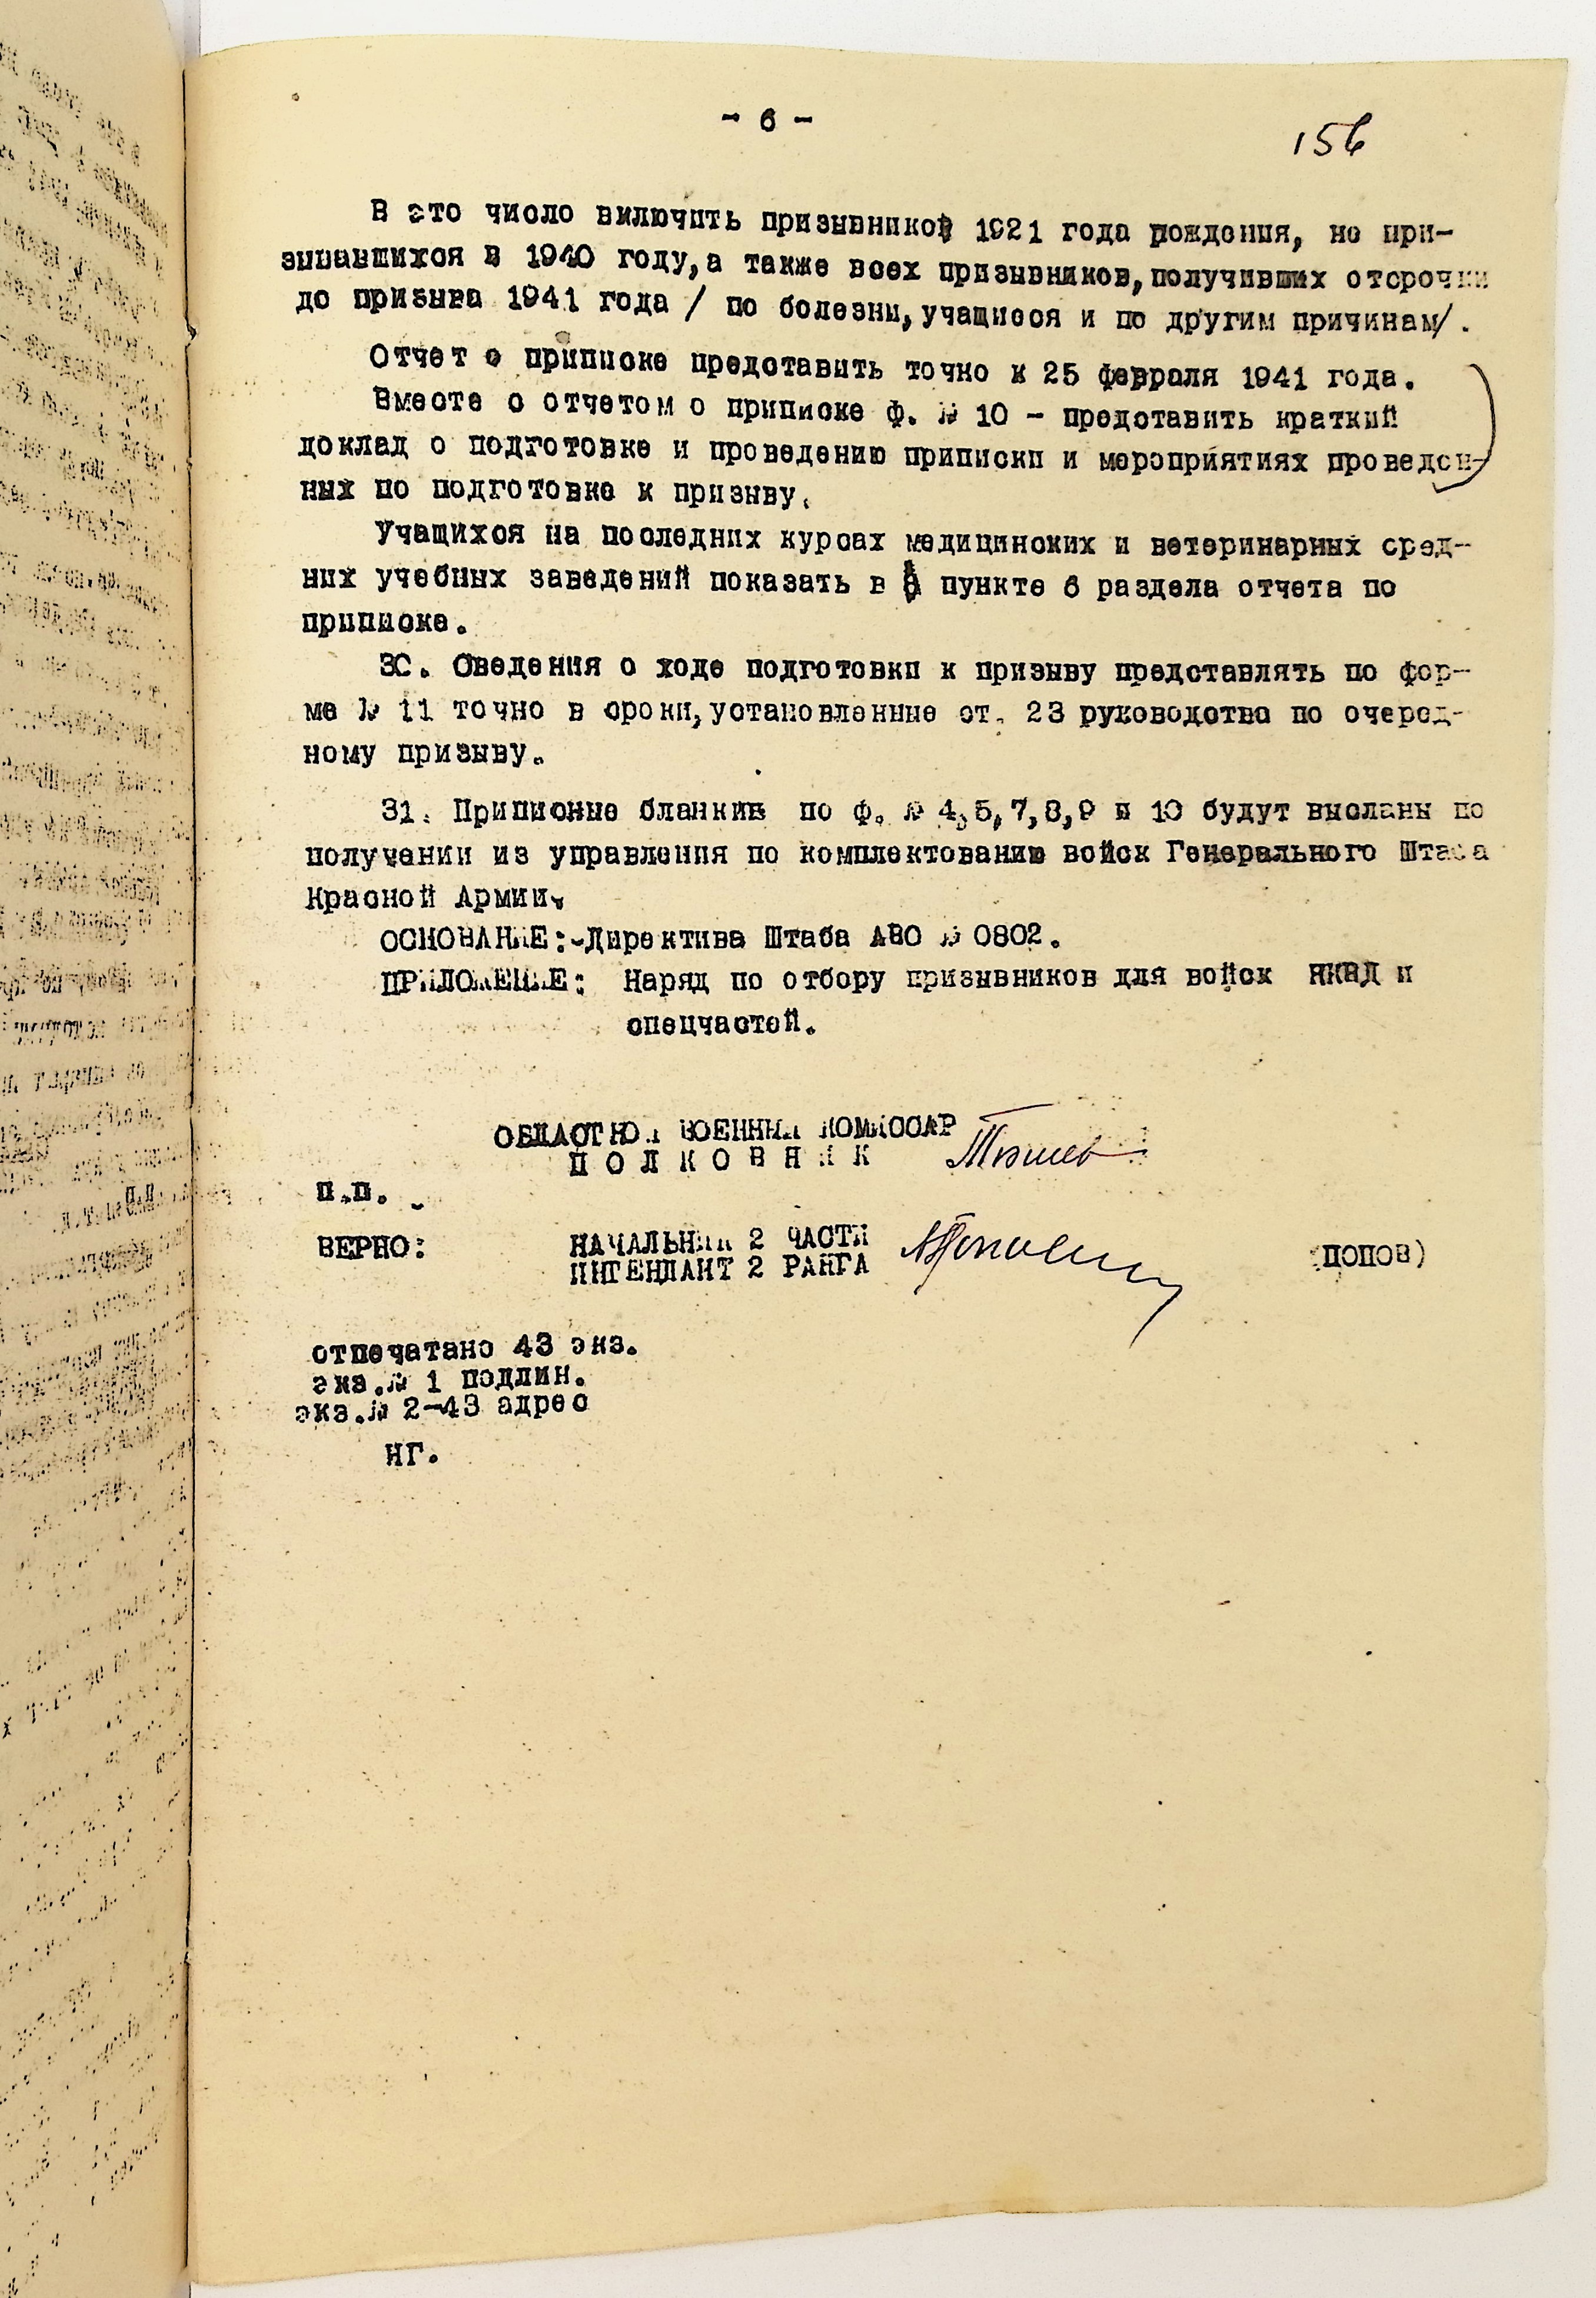 - 6 -
156
В это число включить призывников 1921 года рождения, не при-
зывавшихся в 1940 году, а также всех призывников, получивших отсрочки
до призыва 1941 года / по болезни, учащиеся и по другим причинам/.
Отчет о приписке представить точно к 25 февраля 1941 года.
Вместе с отчетом о приписке ф. № 10 - представить краткий
доклад о подготовке и проведению приписки и мероприятиях проведен-
ных по подготовке к призыву.
Учащихся на последних курсах медицинских и ветеринарных сред-
них учебных заведений показать в пункте 6 раздела отчета по
приписке.
30. Сведения о ходе подготовки к призыву представлять по фор-
ме № 11 точно в сроки, установленные ст. 23 руководства по очеред-
ному призыву.
31. Приписные бланкив по ф. № 4,5,7,8,9 и 10 будут высланы по
получении из управления по комплектованию войск Генерального Штаба
Красной Армии.
ОСНОВАНИЕ:-Директива Штаба АВО № 0802.
ПРИЛОЖЕНИЕ: Наряд по отбору призывников для войск НКВД и
спецчастей.
ОБЛАСТНОЙ ВОЕННЫЙ КОМИССАР
П О Л К О В Н И К
п.п.
ВЕРНО: НАЧАЛЬНИК 2 ЧАСТИ
ИНТЕНДАНТ 2 РАНГА (ПОПОВ)
отпечатано 43 экз.
экз.№ 1 подлин.
экз.№ 2-43 адрес
НГ.